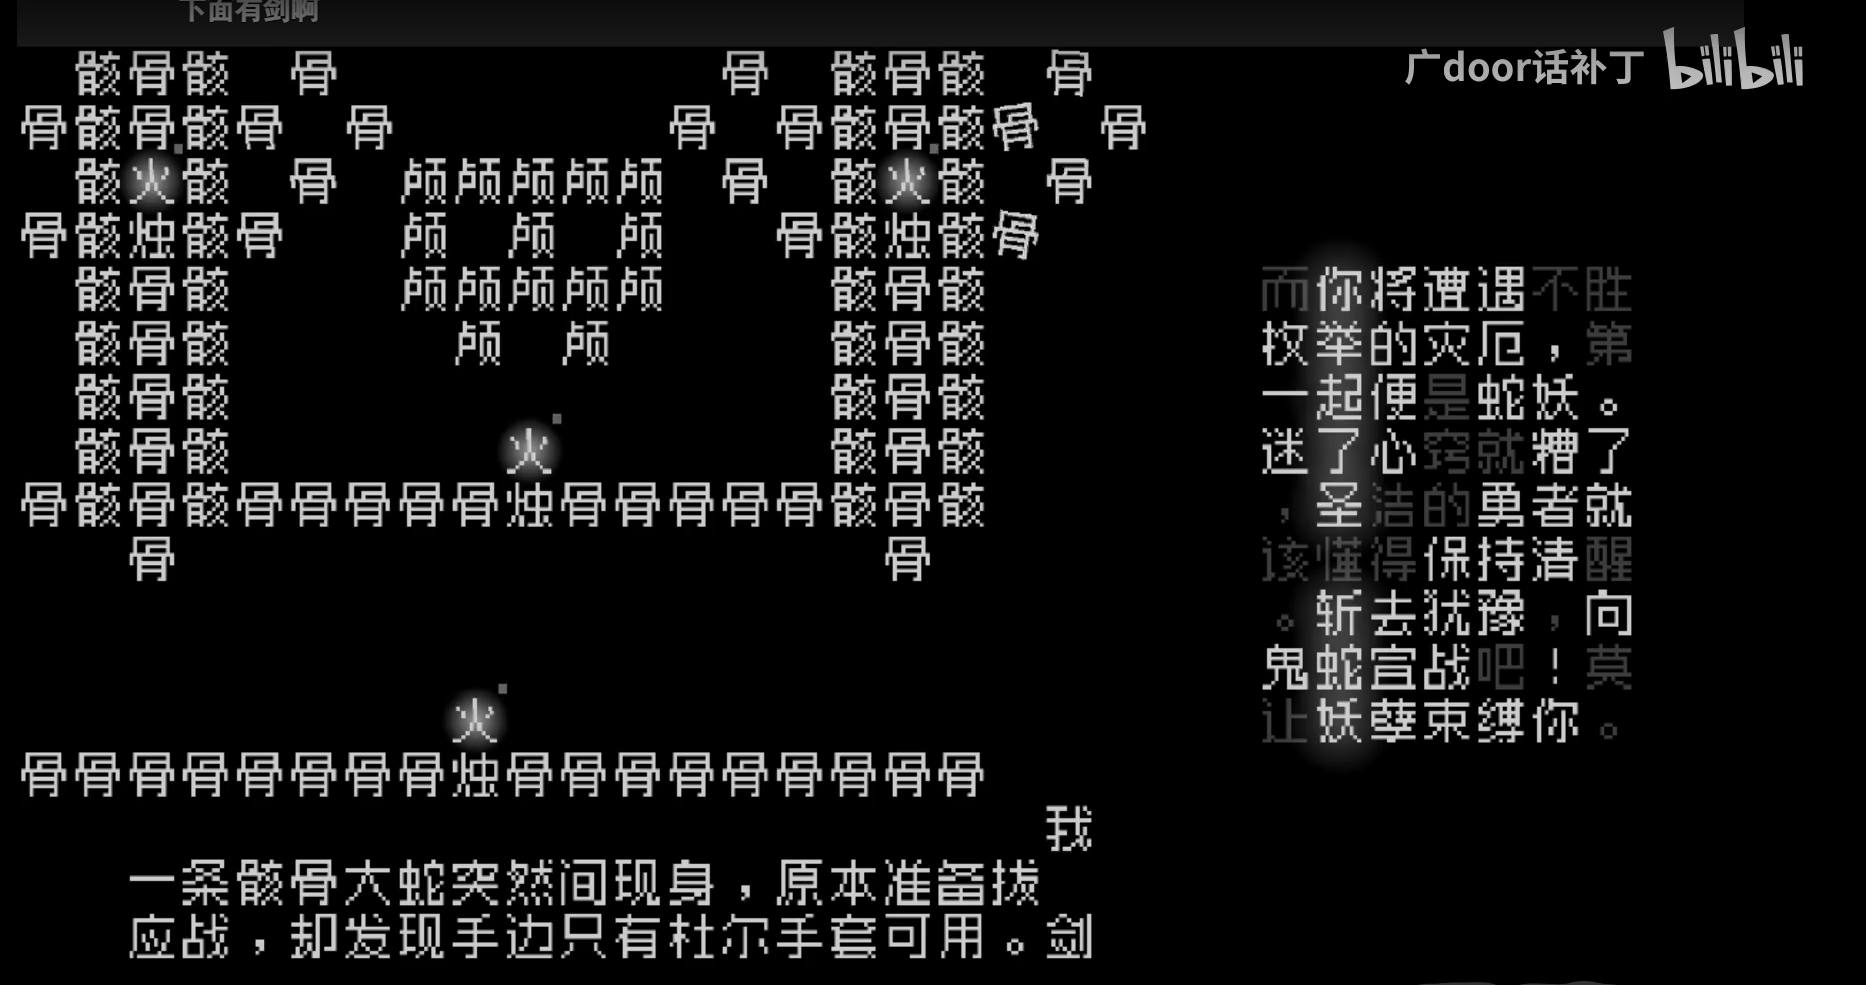 下面有剑啊
广door话补丁 bilibili
骸骨骸 骨 骨 骸骨骸 骨
骨骸骨骸骨 骨 骨 骨骸骨骸骨 骨
骸火骸 骨 颅颅颅颅颅 骨 骸火骸 骨
骨骸烛骸骨 颅 颅 颅 骨骸烛骸骨
骸骨骸 颅颅颅颅颅 骸骨骸
骸骨骸 颅 颅 骸骨骸
骸骨骸 骸骨骸
骸骨骸 火 骸骨骸
骨骸骨骸骨骨骨骨骨烛骨骨骨骨骨骸骨骸
骨 骨
火
骨骨骨骨骨骨骨骨烛骨骨骨骨骨骨骨骨骨
我
一条骸骨大蛇突然间现身，原本准备拔
应战，却发现手边只有杜尔手套可用。剑
而你将遭遇不胜
枚举的灾厄，第
一起便是蛇妖。
迷了心窍就糟了
，圣洁的勇者就
该懂得保持清醒
。斩去犹豫，向
鬼蛇宣战吧！莫
让妖孽束缚你。